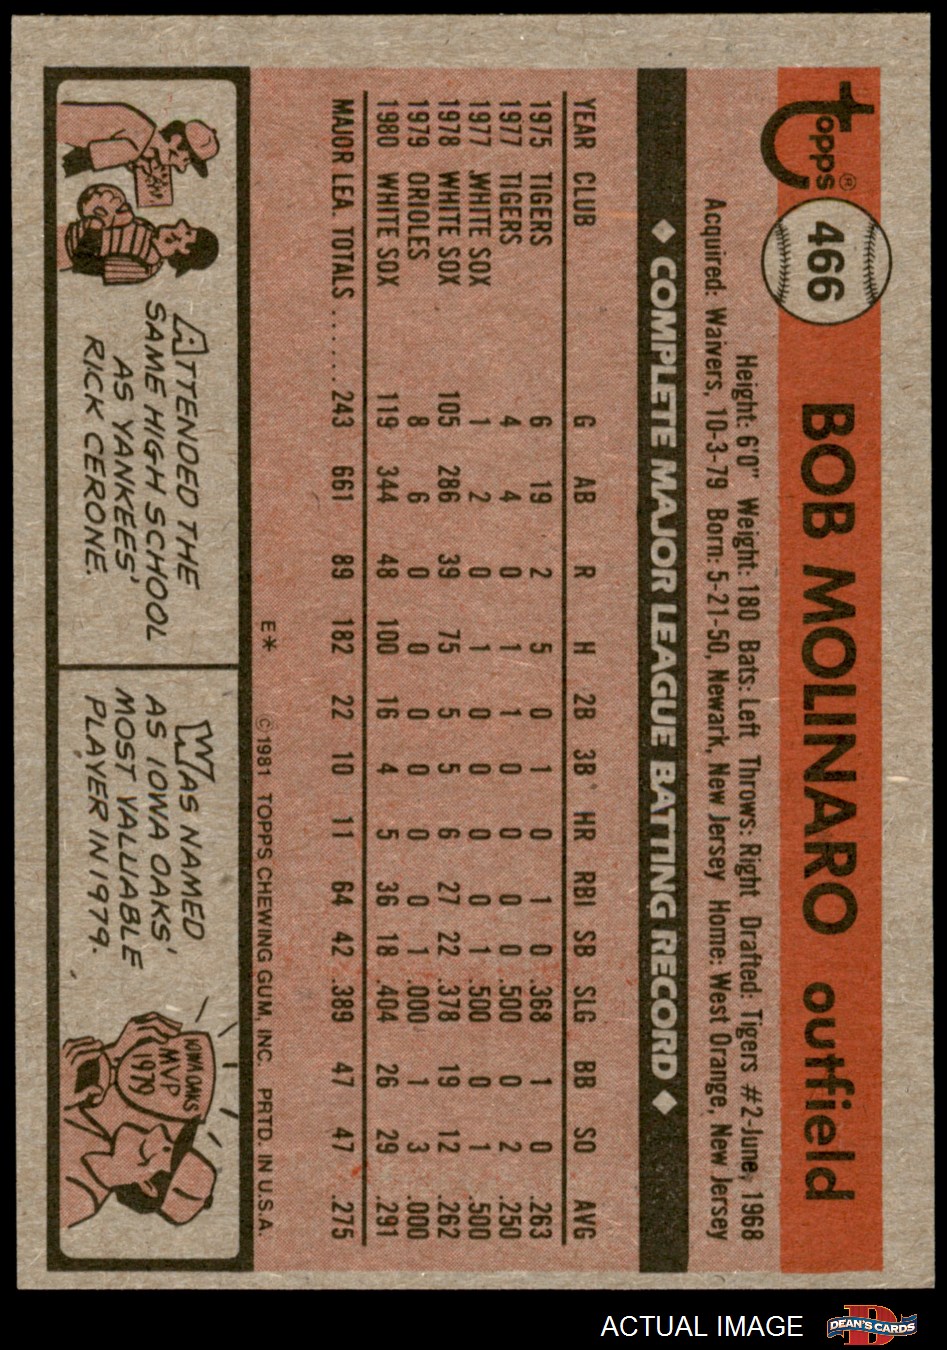 topps®
466 BOB MOLINARO outfield
Height: 6'0" Weight: 180 Bats: Left Throws: Right Drafted: Tigers #2-June, 1968
Acquired: Waivers, 10-3-79 Born: 5-21-50, Newark, New Jersey Home: West Orange, New Jersey
◆ COMPLETE MAJOR LEAGUE BATTING RECORD ◆
YEAR CLUB G AB R H 2B 3B HR RBI SB SLG BB SO AVG
1975 TIGERS 6 19 2 5 0 1 0 1 0 .368 1 0 .263
1977 TIGERS 4 4 0 1 1 0 0 0 0 .500 0 2 .250
1977 WHITE SOX 1 2 0 1 0 0 0 0 1 .500 0 1 .500
1978 WHITE SOX 105 286 39 75 5 5 6 27 22 .378 19 12 .262
1979 ORIOLES 8 6 0 0 0 0 0 0 1 .000 1 3 .000
1980 WHITE SOX 119 344 48 100 16 4 5 36 18 .404 26 29 .291
MAJOR LEA. TOTALS ...... 243 661 89 182 22 10 11 64 42 .389 47 47 .275
E* ©1981 TOPPS CHEWING GUM, INC. PRTD. IN U.S.A.
ATTENDED THE
SAME HIGH SCHOOL
AS YANKEES'
RICK CERONE.
WAS NAMED
AS IOWA OAKS'
MOST VALUABLE
PLAYER IN 1979.
IOWA OAKS
MVP
1979
ACTUAL IMAGE
D
DEAN'S CARDS